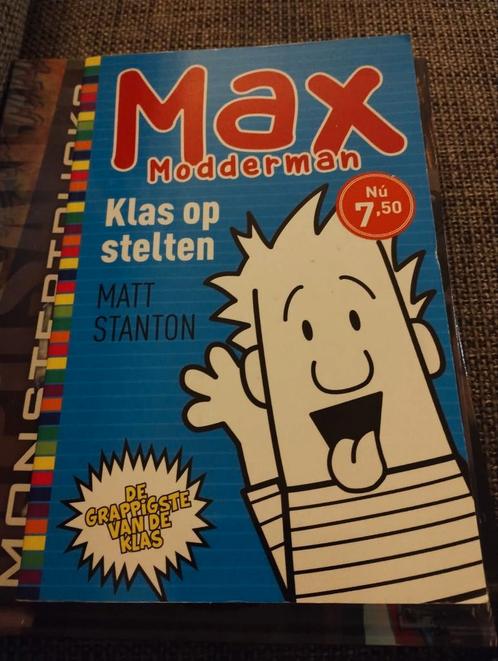 Max
Modderman
Klas op
stelten
Nú
7,50
MATT
STANTON
DE
GRAPPIGSTE
VAN DE
KLAS
MONSTERTRUCKS